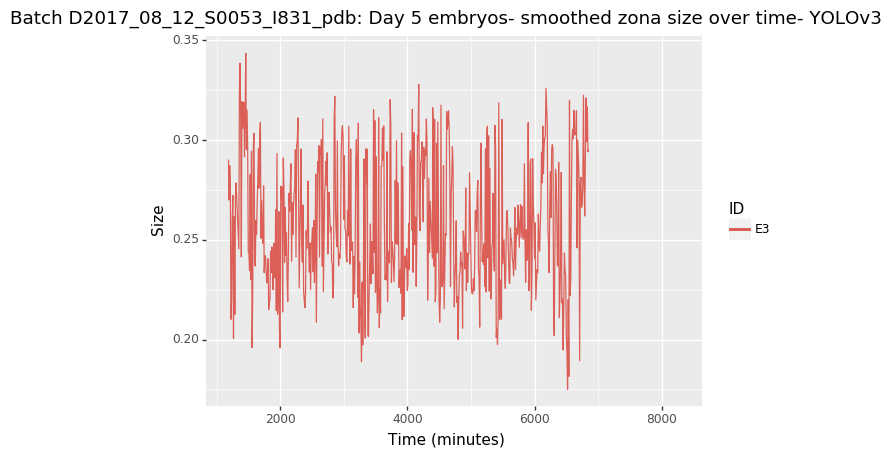 Batch D2017_08_12_S0053_I831_pdb: Day 5 embryos- smoothed zona size over time- YOLOv3
0.35
0.30
0.25
0.20
Size
2000 4000 6000 8000
Time (minutes)
ID
E3